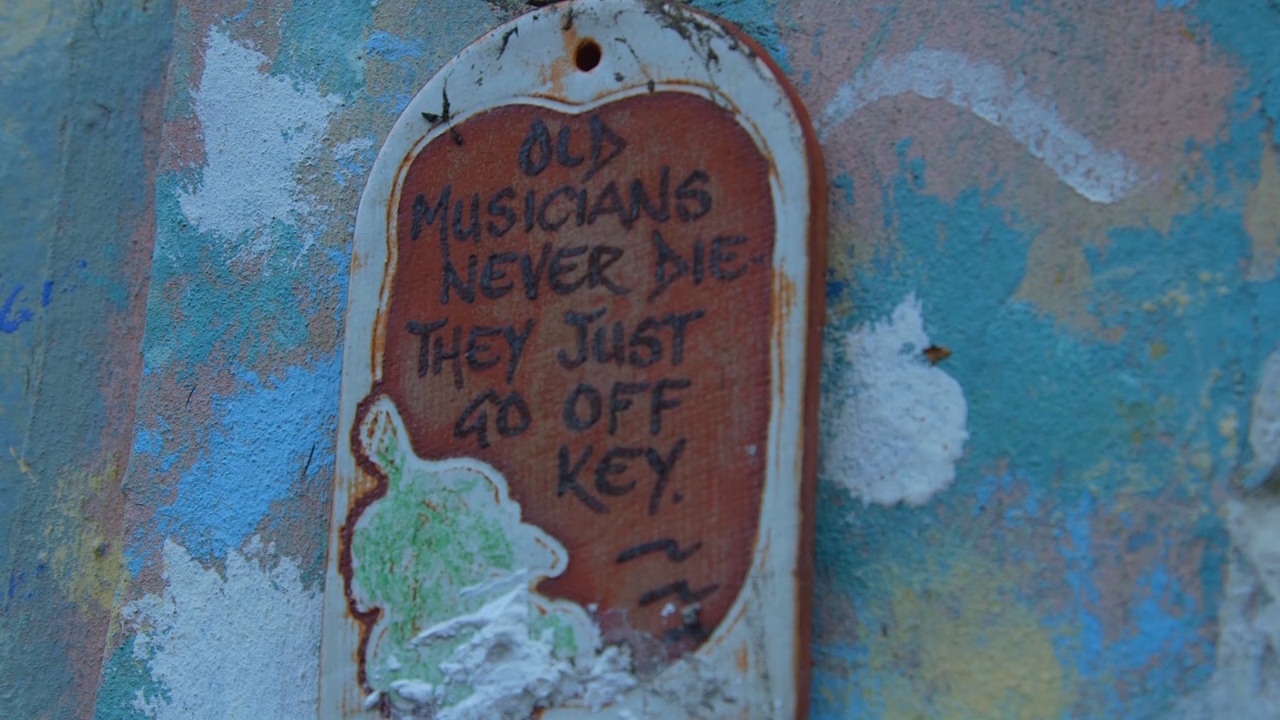 OLD
MUSICIANS
NEVER DIE-
THEY JUST
GO OFF
KEY.